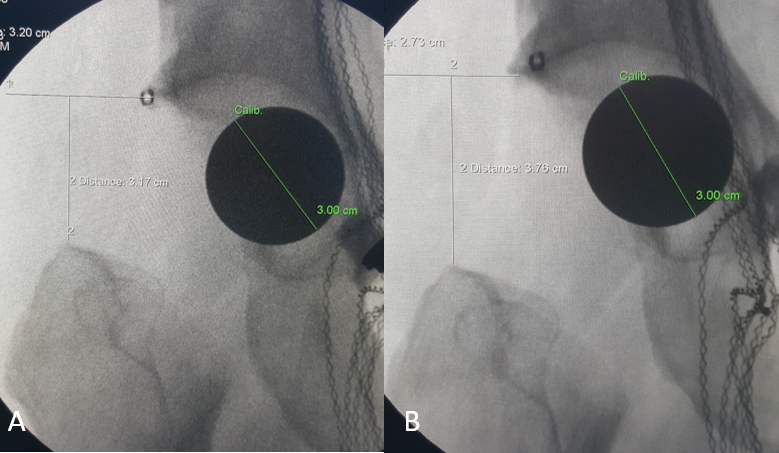 : 3.20 cm
M
1
Calib.
2 Distance: 3.17 cm
3.00 cm
2
A
e: 2.73 cm
2
Calib.
2 Distance: 3.76 cm
3.00 cm
B